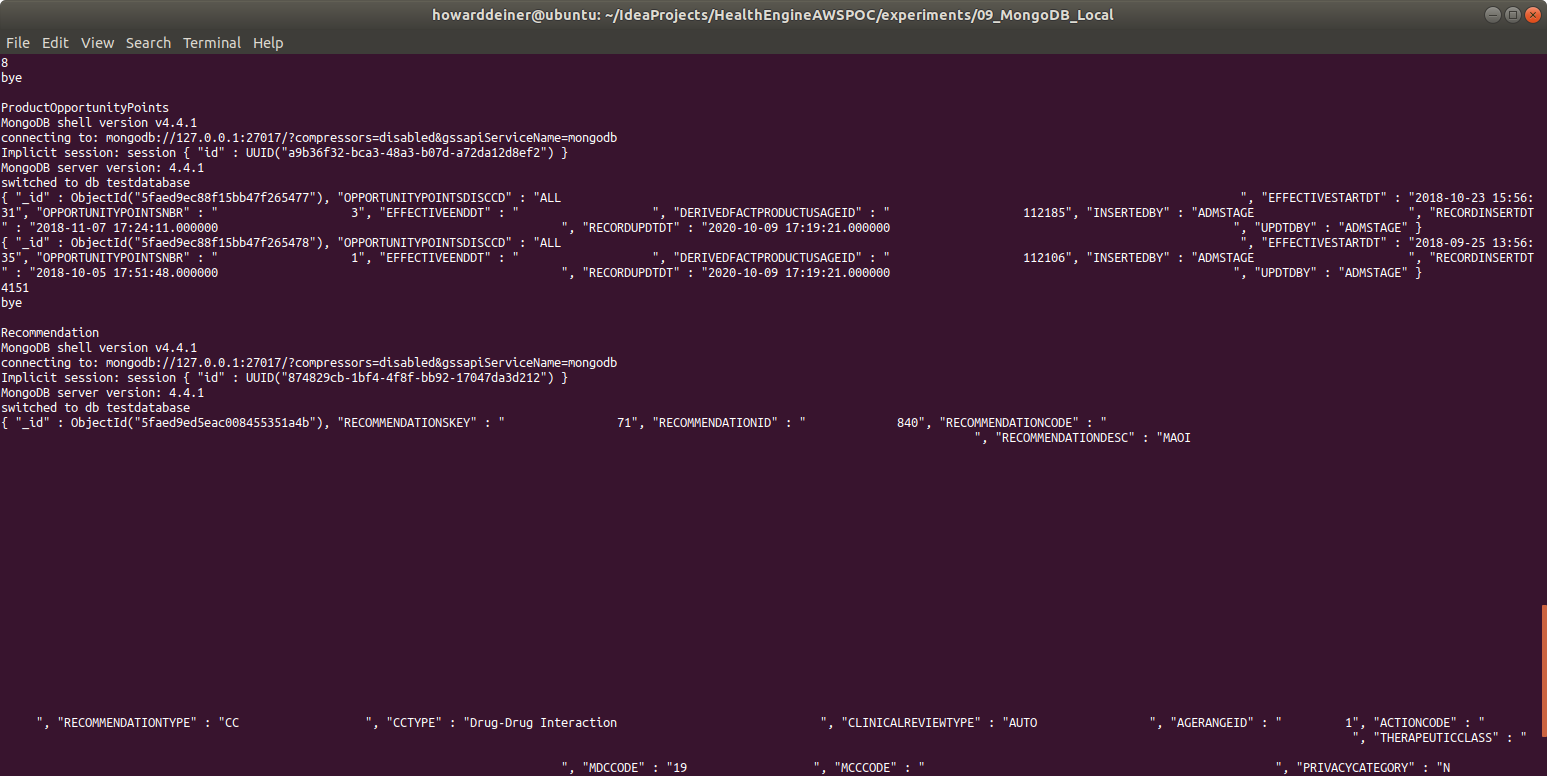 howarddeiner@ubuntu: ~/IdeaProjects/HealthEngineAWSPOC/experiments/09_MongoDB_Local
File Edit View Search Terminal Help
8
bye
ProductOpportunityPoints
MongoDB shell version v4.4.1
connecting to: mongodb://127.0.0.1:27017/?compressors=disabled&gssapiServiceName=mongodb
Implicit session: session { "id" : UUID("a9b36f32-bca3-48a3-b07d-a72da12d8ef2") }
MongoDB server version: 4.4.1
switched to db testdatabase
{ "_id" : ObjectId("5faed9ec88f15bb47f265477"), "OPPORTUNITYPOINTSDISCCD" : "ALL ", "EFFECTIVESTARTDT" : "2018-10-23 15:56:
31", "OPPORTUNITYPOINTSNBR" : " 3", "EFFECTIVEENDDT" : " ", "DERIVEDFACTPRODUCTUSAGEID" : " 112185", "INSERTEDBY" : "ADMSTAGE ", "RECORDINSERTDT
" : "2018-11-07 17:24:11.000000 ", "RECORDUPDTDT" : "2020-10-09 17:19:21.000000 ", "UPDTDBY" : "ADMSTAGE" }
{ "_id" : ObjectId("5faed9ec88f15bb47f265478"), "OPPORTUNITYPOINTSDISCCD" : "ALL ", "EFFECTIVESTARTDT" : "2018-09-25 13:56:
35", "OPPORTUNITYPOINTSNBR" : " 1", "EFFECTIVEENDDT" : " ", "DERIVEDFACTPRODUCTUSAGEID" : " 112106", "INSERTEDBY" : "ADMSTAGE ", "RECORDINSERTDT
" : "2018-10-05 17:51:48.000000 ", "RECORDUPDTDT" : "2020-10-09 17:19:21.000000 ", "UPDTDBY" : "ADMSTAGE" }
4151
bye
Recommendation
MongoDB shell version v4.4.1
connecting to: mongodb://127.0.0.1:27017/?compressors=disabled&gssapiServiceName=mongodb
Implicit session: session { "id" : UUID("874829cb-1bf4-4f8f-bb92-17047da3d212") }
MongoDB server version: 4.4.1
switched to db testdatabase
{ "_id" : ObjectId("5faed9ed5eac008455351a4b"), "RECOMMENDATIONSKEY" : " 71", "RECOMMENDATIONID" : " 840", "RECOMMENDATIONCODE" : "
", "RECOMMENDATIONDESC" : "MAOI
", "RECOMMENDATIONTYPE" : "CC ", "CCTYPE" : "Drug-Drug Interaction ", "CLINICALREVIEWTYPE" : "AUTO ", "AGERANGEID" : " 1", "ACTIONCODE" : "
", "THERAPEUTICCLASS" : "
", "MDCCODE" : "19 ", "MCCCODE" : " ", "PRIVACYCATEGORY" : "N